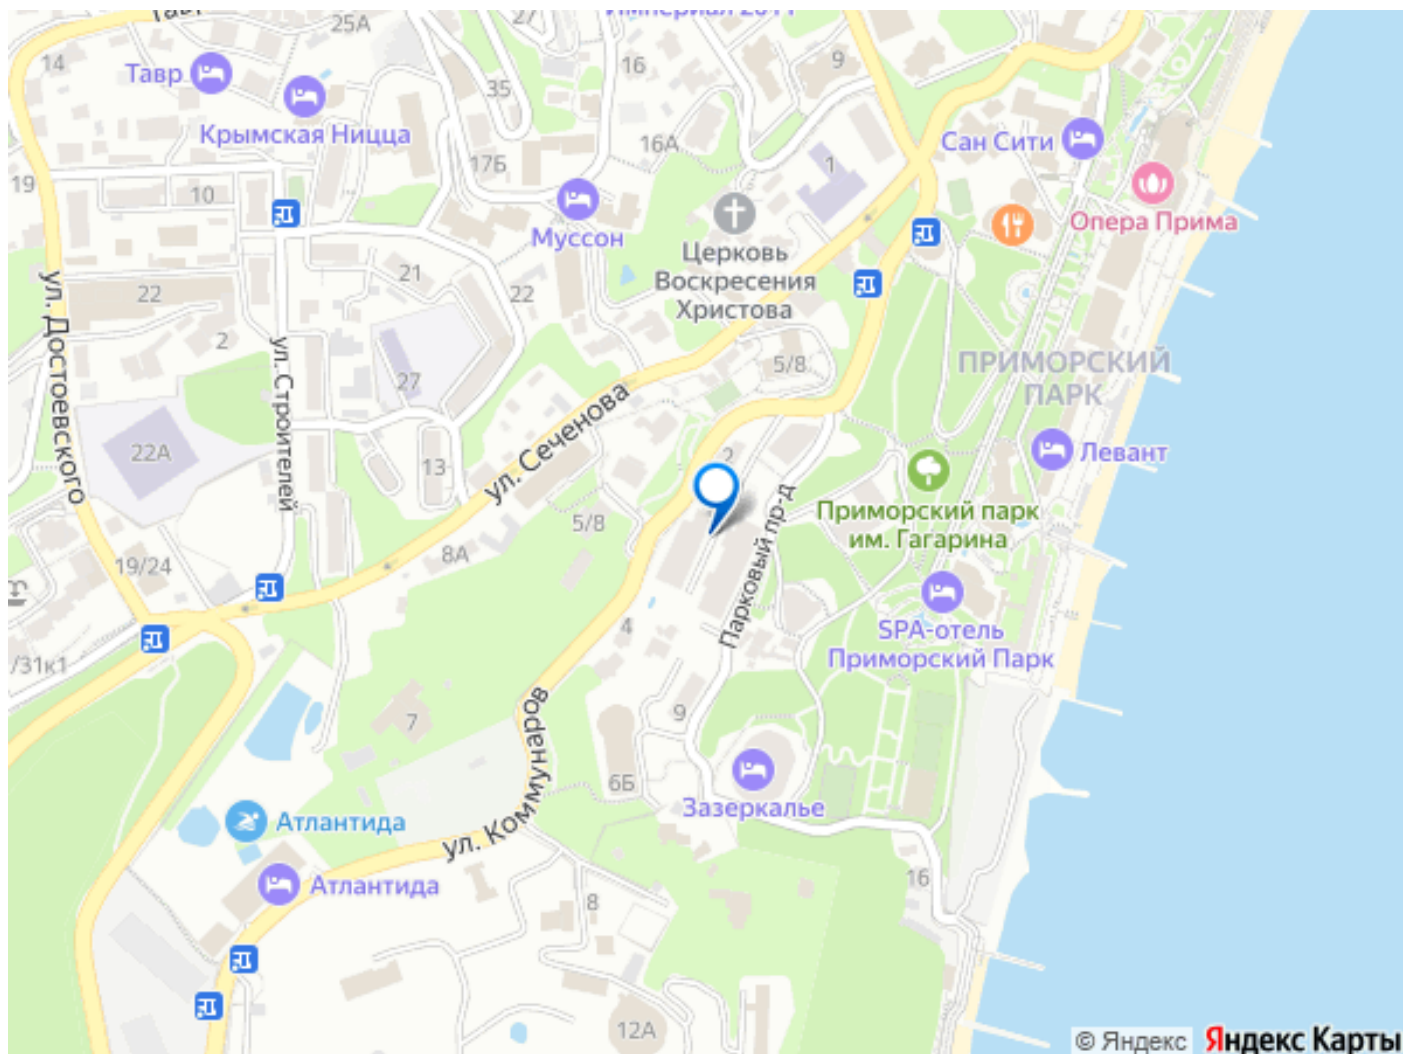 25А
27
Империал 2011
14
Тавр
16
9
35
Крымская Ницца
16А
Сан Сити
17Б
1
19
10
Муссон
Опера Прима
Церковь
Воскресения
Христова
21
22
22
ул. Достоевского
2
ул. Строителей
5/8
ПРИМОРСКИЙ
ПАРК
27
ул. Сеченова
22А
13
2
Левант
Приморский парк
им. Гагарина
5/8
8А
19/24
Парковый пр-д
4
SPA-отель
Приморский Парк
/31к1
7
9
ул. Коммунаров
6Б
Зазеркалье
Атлантида
Атлантида
16
8
12А
© Яндекс Яндекс Карты